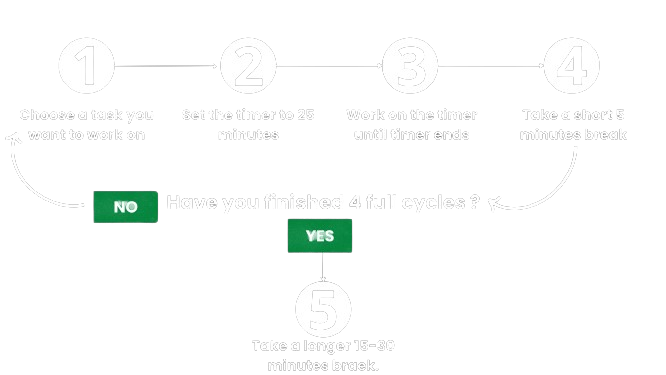 1
2
3
4
Choose a task you
want to work on
Set the timer to 25
minutes
Work on the timer
until timer ends
Take a short 5
minutes break
NO
Have you finished 4 full cycles?
YES
5
Take a longer 15-30
minutes braek.